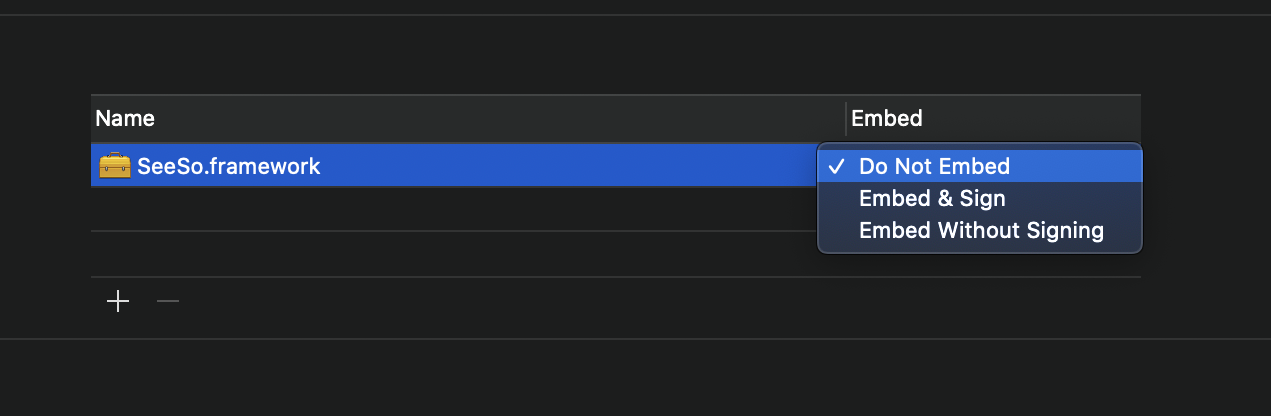 Name Embed
SeeSo.framework
✓ Do Not Embed
Embed & Sign
Embed Without Signing